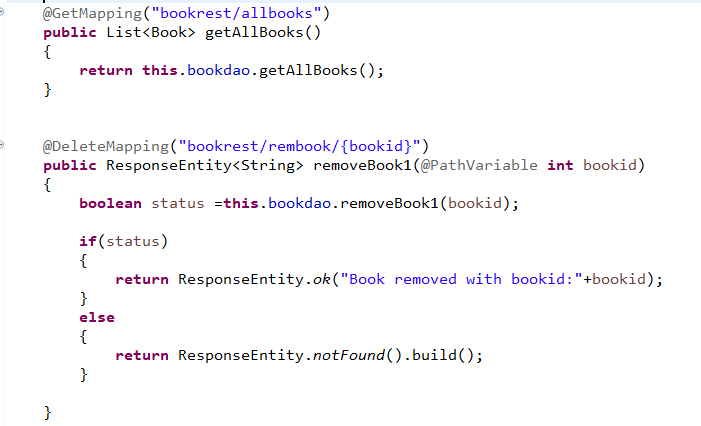 @GetMapping("bookrest/allbooks")
public List<Book> getAllBooks()
{
return this.bookdao.getAllBooks();
}
@DeleteMapping("bookrest/rembook/{bookid}")
public ResponseEntity<String> removeBook1(@PathVariable int bookid)
{
boolean status =this.bookdao.removeBook1(bookid);
if(status)
{
return ResponseEntity.ok("Book removed with bookid:"+bookid);
}
else
{
return ResponseEntity.notFound().build();
}
}